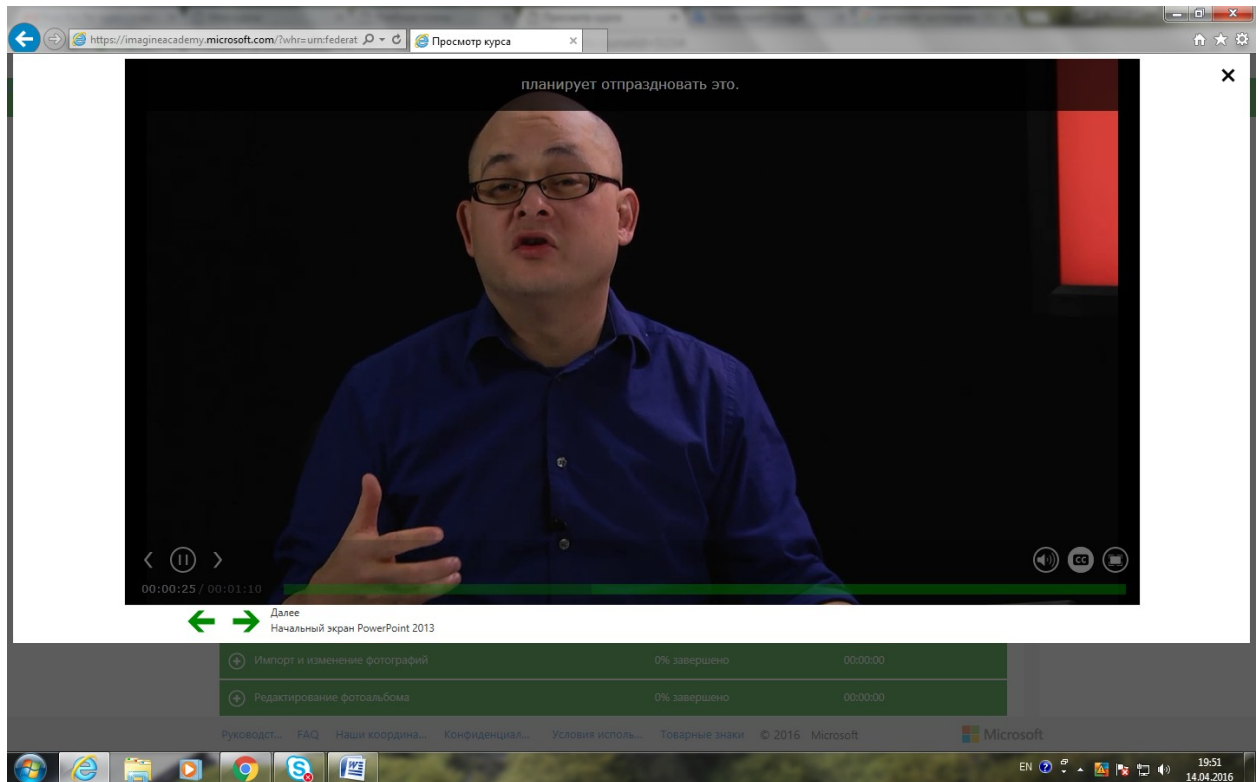 https://imagineacademy.microsoft.com/?whr=urn:federat
Просмотр курса
планирует отпраздновать это.
CC
00:00:25 / 00:01:10
Далее
Начальный экран PowerPoint 2013
Импорт и изменение фотографий 0% завершено 00:00:00
Редактирование фотоальбома 0% завершено 00:00:00
Руководст... FAQ Наши координа... Конфиденциал... Условия исполь... Товарные знаки © 2016 Microsoft Microsoft
EN 19:51
14.04.2016